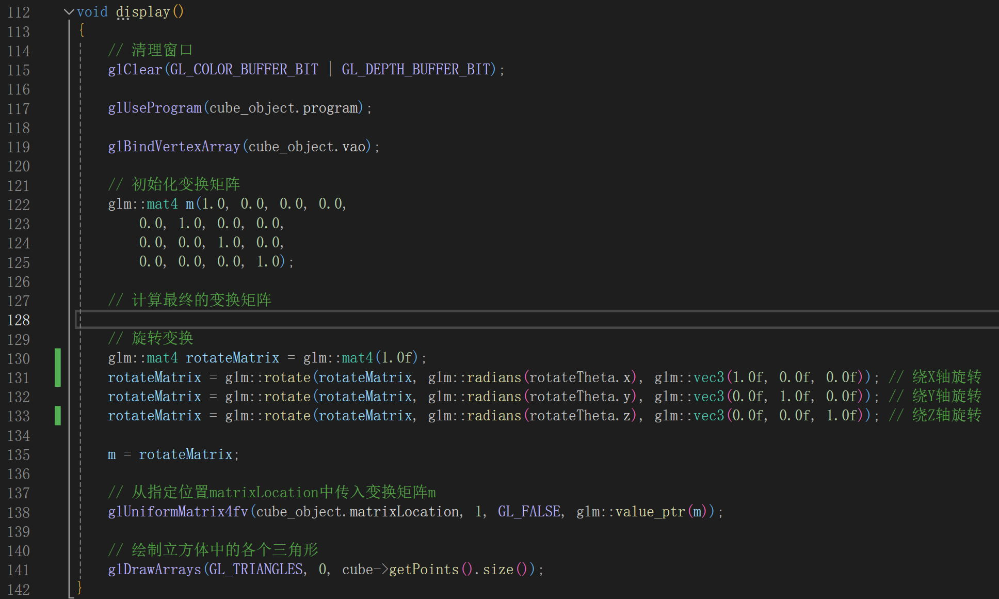 112 void display()
113 {
114 // 清理窗口
115 glClear(GL_COLOR_BUFFER_BIT | GL_DEPTH_BUFFER_BIT);
116
117 glUseProgram(cube_object.program);
118
119 glBindVertexArray(cube_object.vao);
120
121 // 初始化变换矩阵
122 glm::mat4 m(1.0, 0.0, 0.0, 0.0,
123 0.0, 1.0, 0.0, 0.0,
124 0.0, 0.0, 1.0, 0.0,
125 0.0, 0.0, 0.0, 1.0);
126
127 // 计算最终的变换矩阵
128
129 // 旋转变换
130 glm::mat4 rotateMatrix = glm::mat4(1.0f);
131 rotateMatrix = glm::rotate(rotateMatrix, glm::radians(rotateTheta.x), glm::vec3(1.0f, 0.0f, 0.0f)); // 绕X轴旋转
132 rotateMatrix = glm::rotate(rotateMatrix, glm::radians(rotateTheta.y), glm::vec3(0.0f, 1.0f, 0.0f)); // 绕Y轴旋转
133 rotateMatrix = glm::rotate(rotateMatrix, glm::radians(rotateTheta.z), glm::vec3(0.0f, 0.0f, 1.0f)); // 绕Z轴旋转
134
135 m = rotateMatrix;
136
137 // 从指定位置matrixLocation中传入变换矩阵m
138 glUniformMatrix4fv(cube_object.matrixLocation, 1, GL_FALSE, glm::value_ptr(m));
139
140 // 绘制立方体中的各个三角形
141 glDrawArrays(GL_TRIANGLES, 0, cube->getPoints().size());
142 }